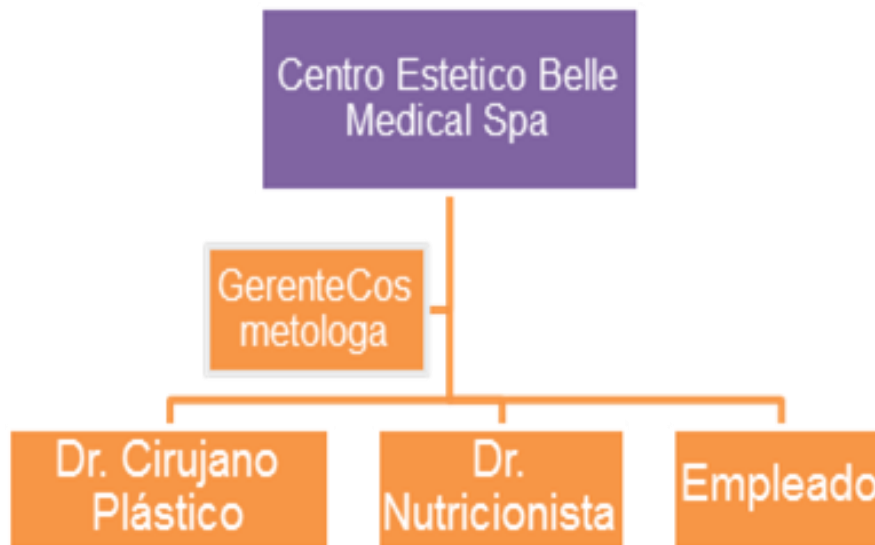 Centro Estetico Belle
Medical Spa
GerenteCos
metologa
Dr. Cirujano
Plástico
Dr.
Nutricionista
Empleado